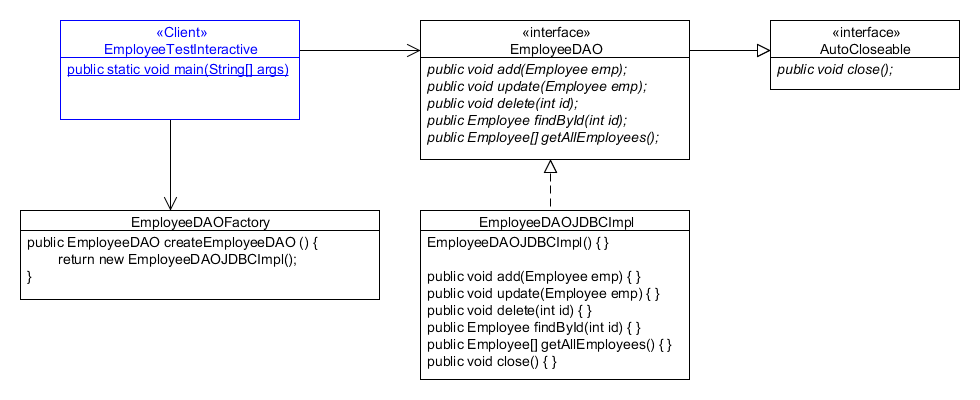 «Client»
EmployeeTestInteractive
public static void main(String[] args)
«interface»
EmployeeDAO
public void add(Employee emp);
public void update(Employee emp);
public void delete(int id);
public Employee findById(int id);
public Employee[] getAllEmployees();
«interface»
AutoCloseable
public void close();
EmployeeDAOFactory
public EmployeeDAO createEmployeeDAO () {
return new EmployeeDAOJDBCImpl();
}
EmployeeDAOJDBCImpl
EmployeeDAOJDBCImpl() { }
public void add(Employee emp) { }
public void update(Employee emp) { }
public void delete(int id) { }
public Employee findById(int id) { }
public Employee[] getAllEmployees() { }
public void close() { }